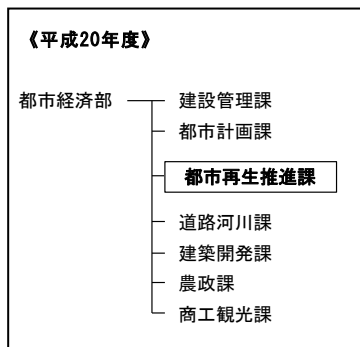 《平成20年度》
都市経済部
建設管理課
都市計画課
都市再生推進課
道路河川課
建築開発課
農政課
商工観光課